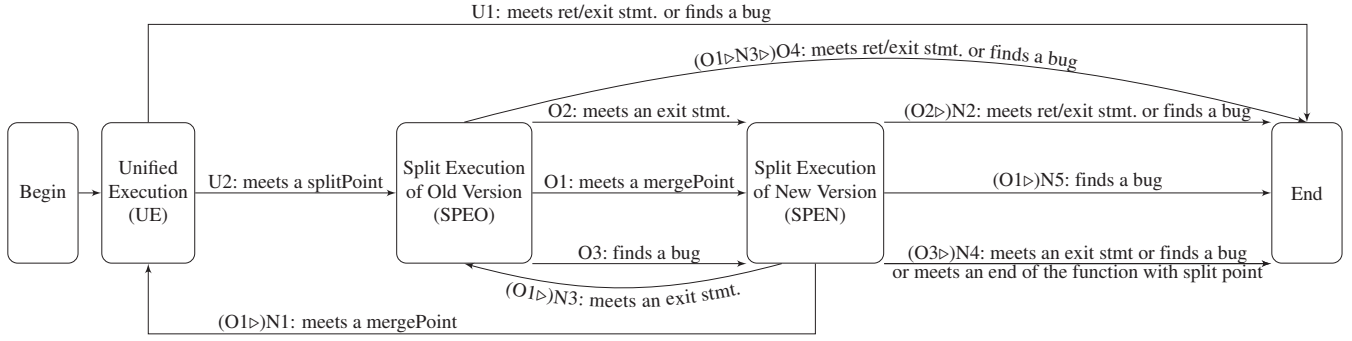 U1: meets ret/exit stmt. or finds a bug
(O1▷N3▷)O4: meets ret/exit stmt. or finds a bug
O2: meets an exit stmt.
(O2▷)N2: meets ret/exit stmt. or finds a bug
Begin
Unified
Execution
(UE)
U2: meets a splitPoint
Split Execution
of Old Version
(SPEO)
O1: meets a mergePoint
Split Execution
of New Version
(SPEN)
(O1▷)N5: finds a bug
End
O3: finds a bug
(O3▷)N4: meets an exit stmt or finds a bug
or meets an end of the function with split point
(O1▷)N3: meets an exit stmt.
(O1▷)N1: meets a mergePoint